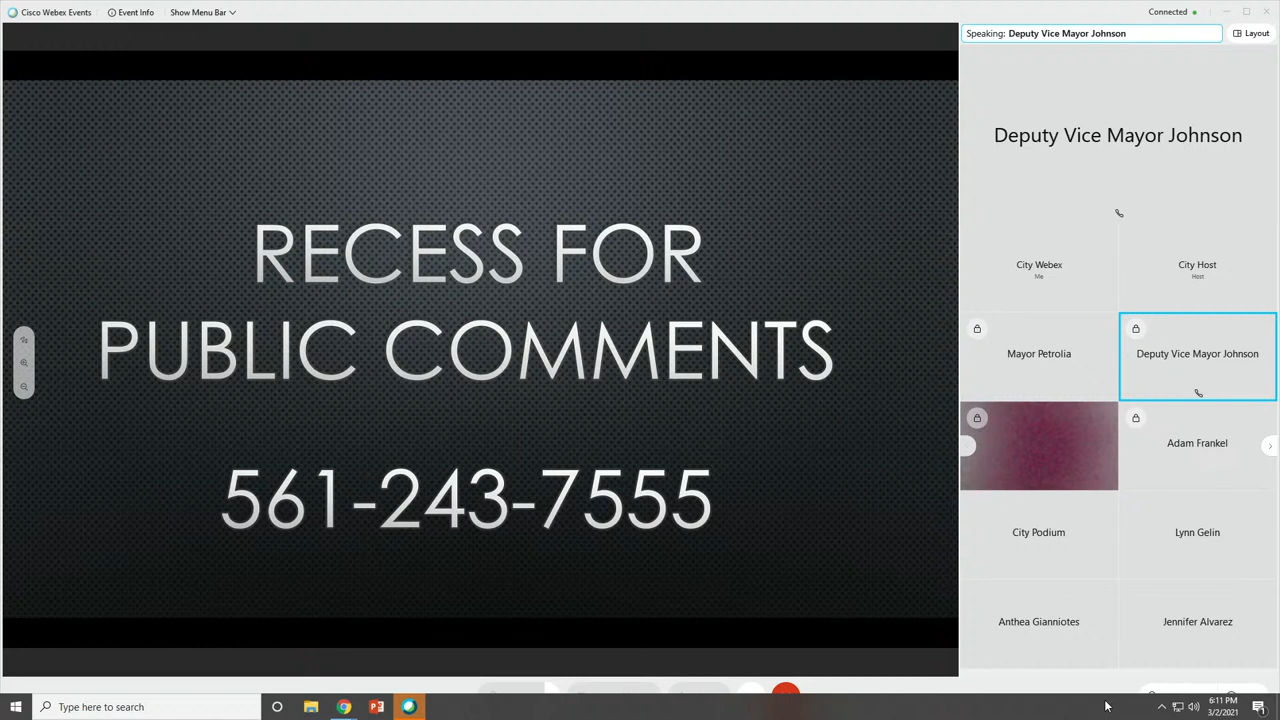 Cisco Webex Events
Event Info
Show Menu Bar
Connected
Speaking: Deputy Vice Mayor Johnson
Layout
RECESS FOR
PUBLIC COMMENTS
561-243-7555
Deputy Vice Mayor Johnson
City Webex
Me
City Host
Host
Mayor Petrolia
Deputy Vice Mayor Johnson
Adam Frankel
City Podium
Lynn Gelin
Anthea Gianniotes
Jennifer Alvarez
Type here to search
6:11 PM
3/2/2021
1